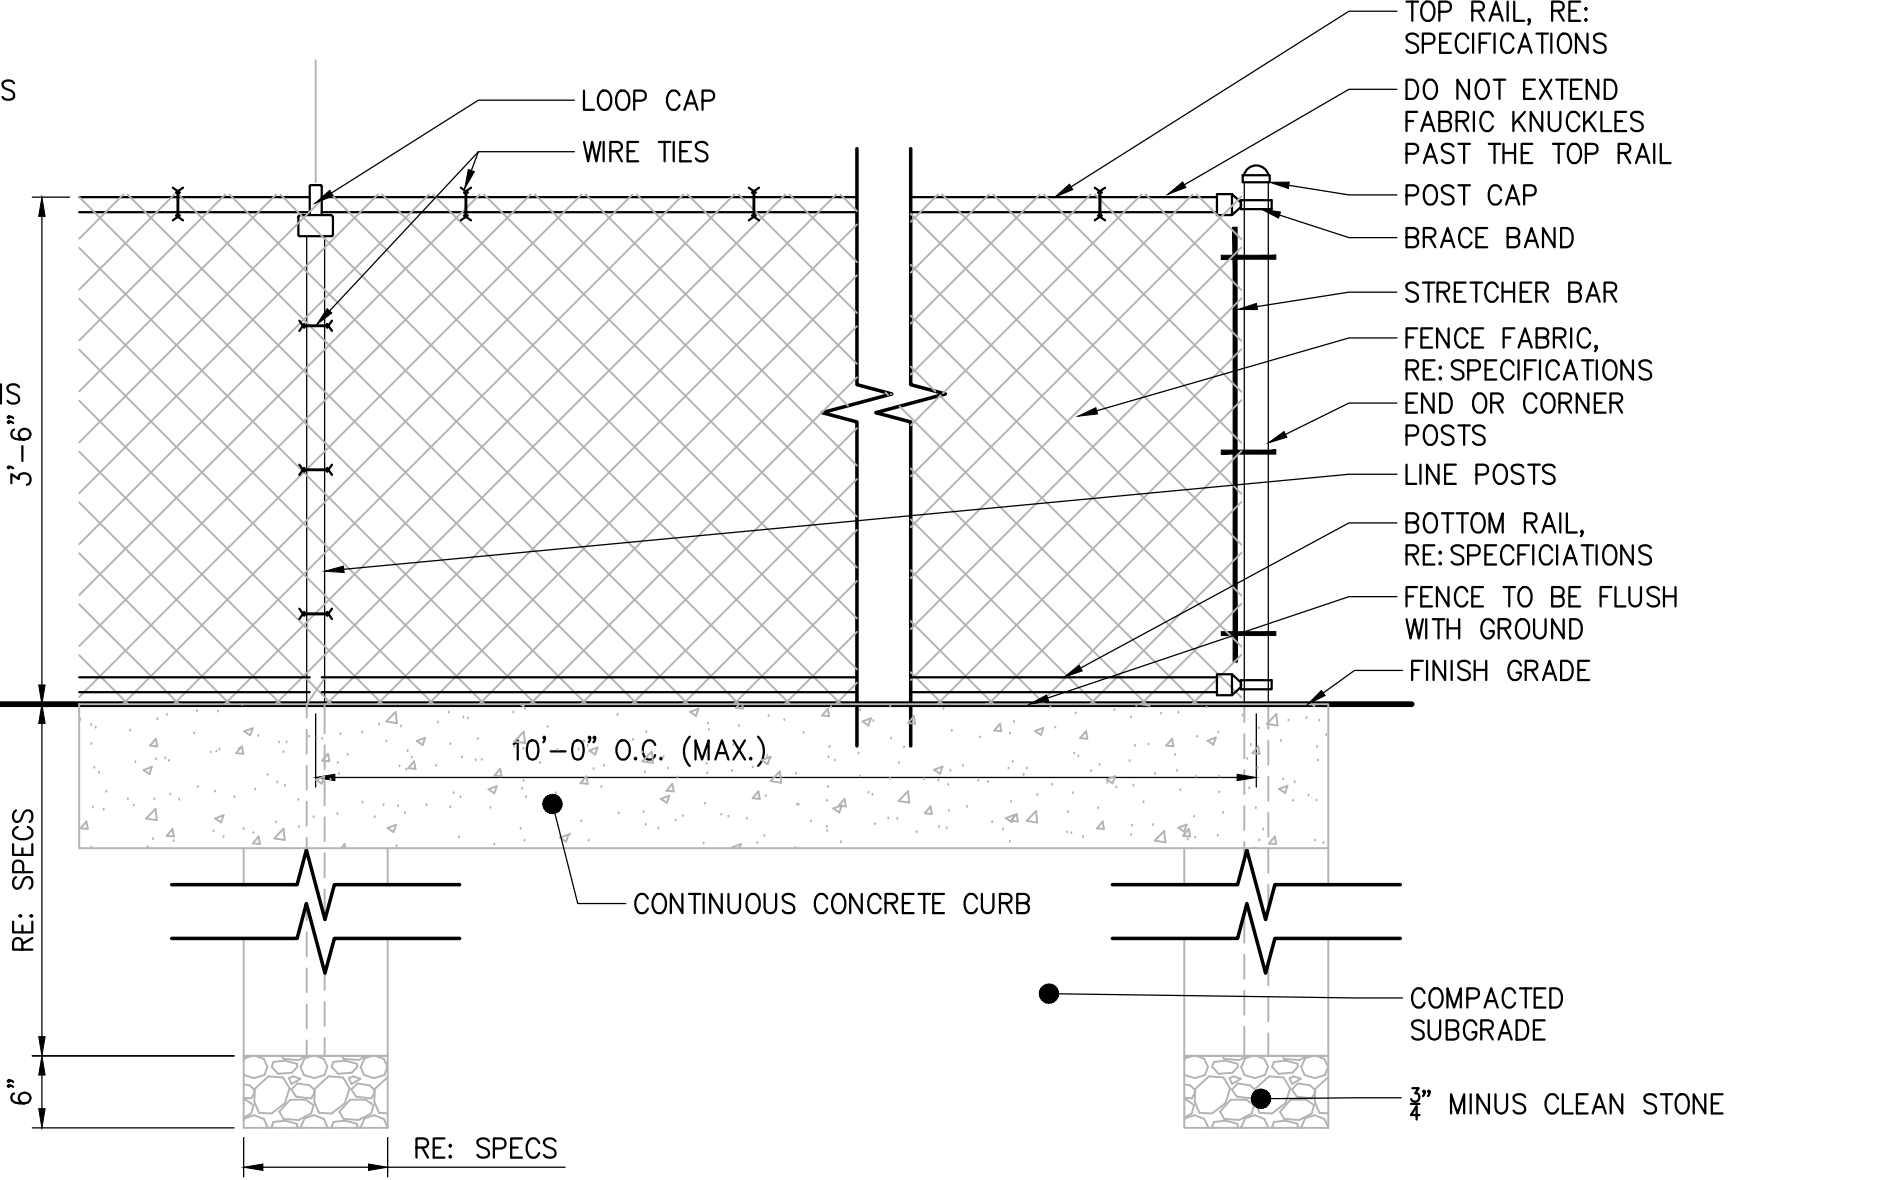 S
LOOP CAP
WIRE TIES
TOP RAIL, RE:
SPECIFICATIONS
DO NOT EXTEND
FABRIC KNUCKLES
PAST THE TOP RAIL
POST CAP
BRACE BAND
STRETCHER BAR
FENCE FABRIC,
RE: SPECIFICATIONS
END OR CORNER
POSTS
LINE POSTS
BOTTOM RAIL,
RE: SPECFICIATIONS
FENCE TO BE FLUSH
WITH GROUND
FINISH GRADE
NS
3'-6"
10'-0" O.C. (MAX.)
RE: SPECS
CONTINUOUS CONCRETE CURB
COMPACTED
SUBGRADE
6"
3/4" MINUS CLEAN STONE
RE: SPECS